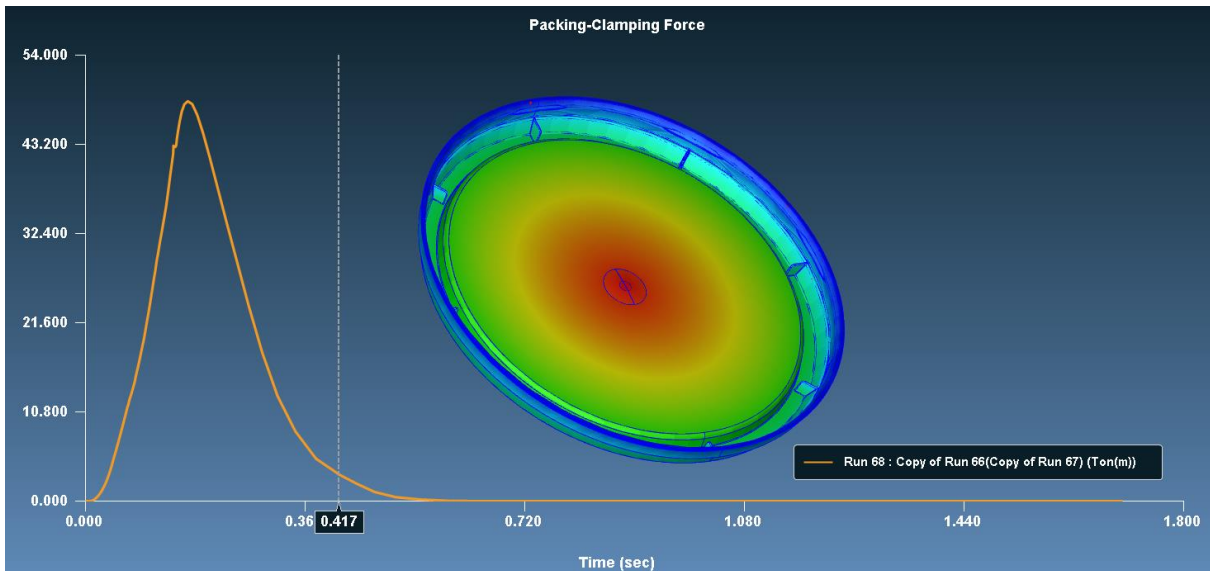 Packing-Clamping Force
54.000
43.200
32.400
21.600
10.800
0.000
Run 68 : Copy of Run 66(Copy of Run 67) (Ton(m))
0.000 0.36 0.417 0.720 1.080 1.440 1.800
Time (sec)